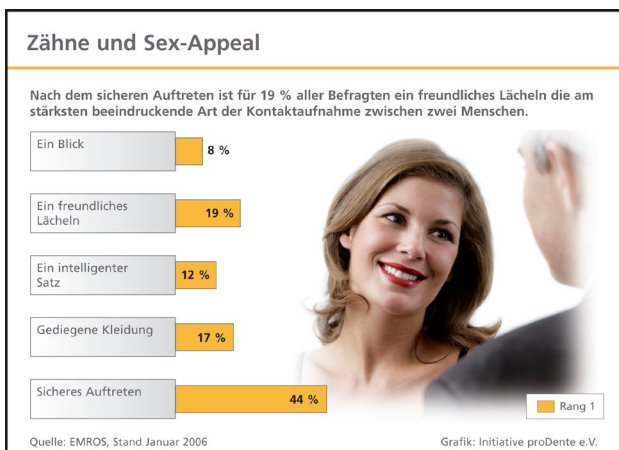 Zähne und Sex-Appeal
Nach dem sicheren Auftreten ist für 19 % aller Befragten ein freundliches Lächeln die am
stärksten beeindruckende Art der Kontaktaufnahme zwischen zwei Menschen.
Ein Blick
8 %
Ein freundliches
Lächeln
19 %
Ein intelligenter
Satz
12 %
Gediegene Kleidung
17 %
Sicheres Auftreten
44 %
Rang 1
Quelle: EMROS, Stand Januar 2006
Grafik: Initiative proDente e.V.